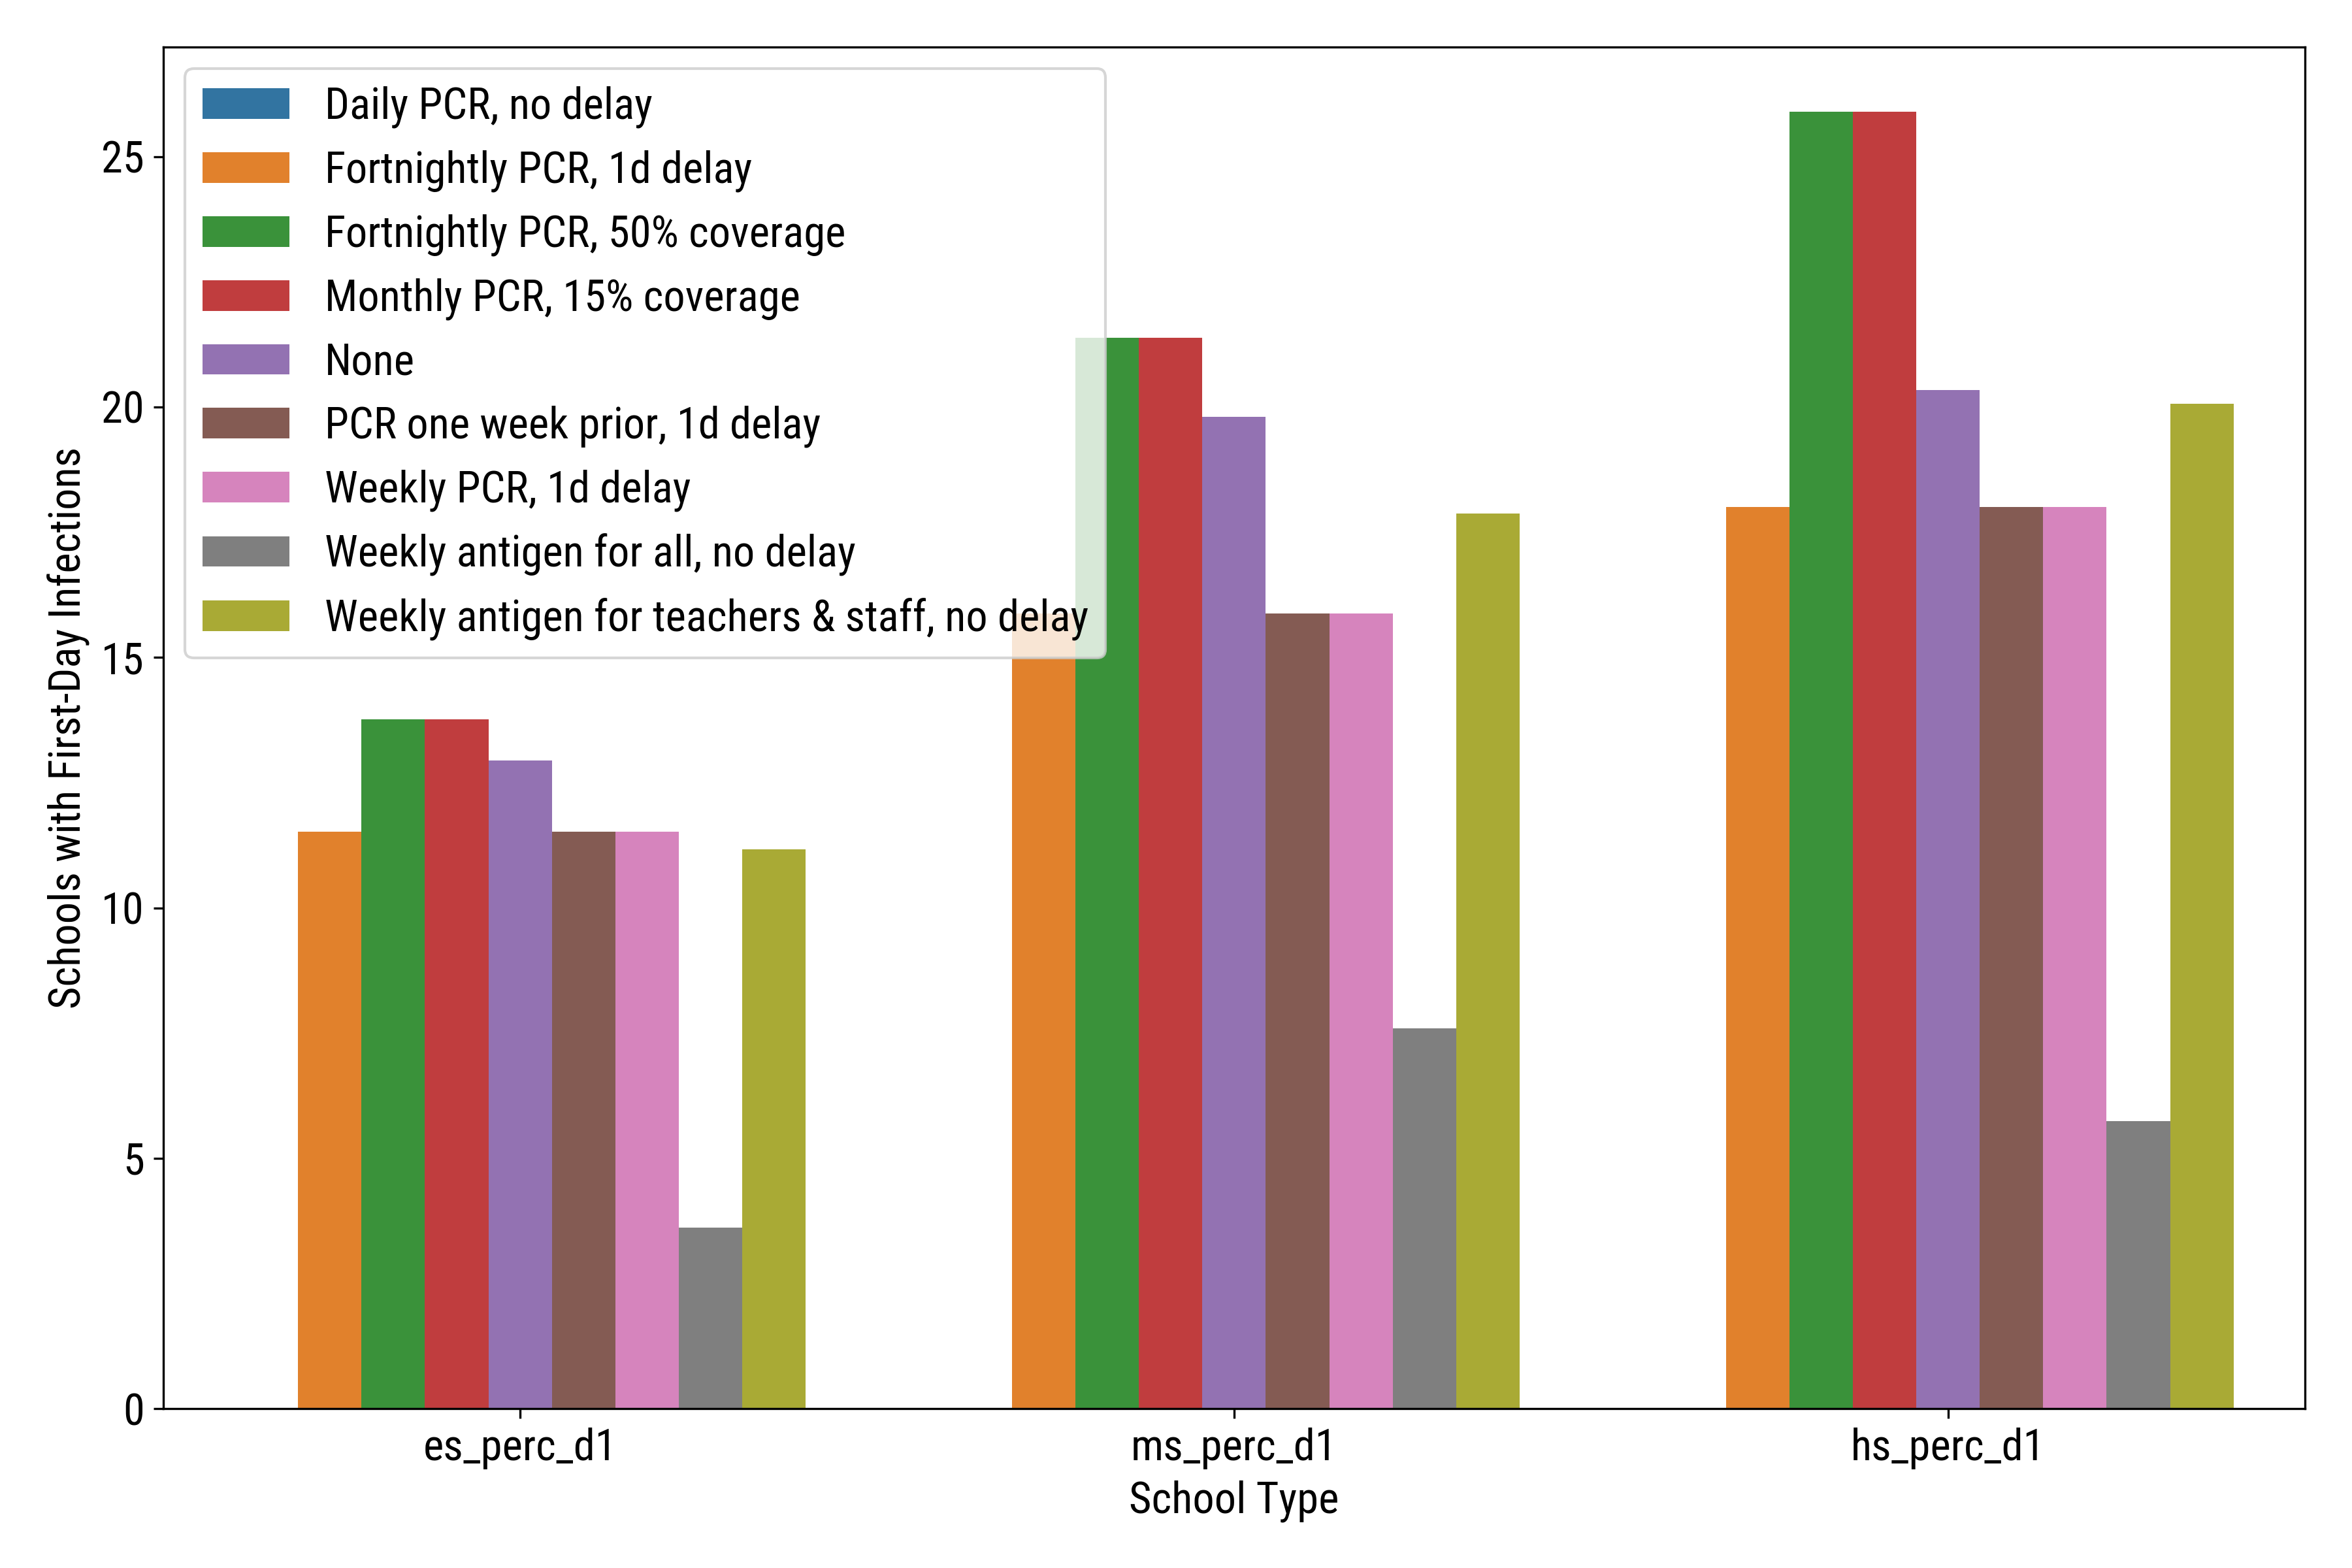 Daily PCR, no delay
Fortnightly PCR, 1d delay
Fortnightly PCR, 50% coverage
Monthly PCR, 15% coverage
None
PCR one week prior, 1d delay
Weekly PCR, 1d delay
Weekly antigen for all, no delay
Weekly antigen for teachers & staff, no delay
Schools with First-Day Infections
25
20
15
10
5
0
es_perc_d1
ms_perc_d1
hs_perc_d1
School Type